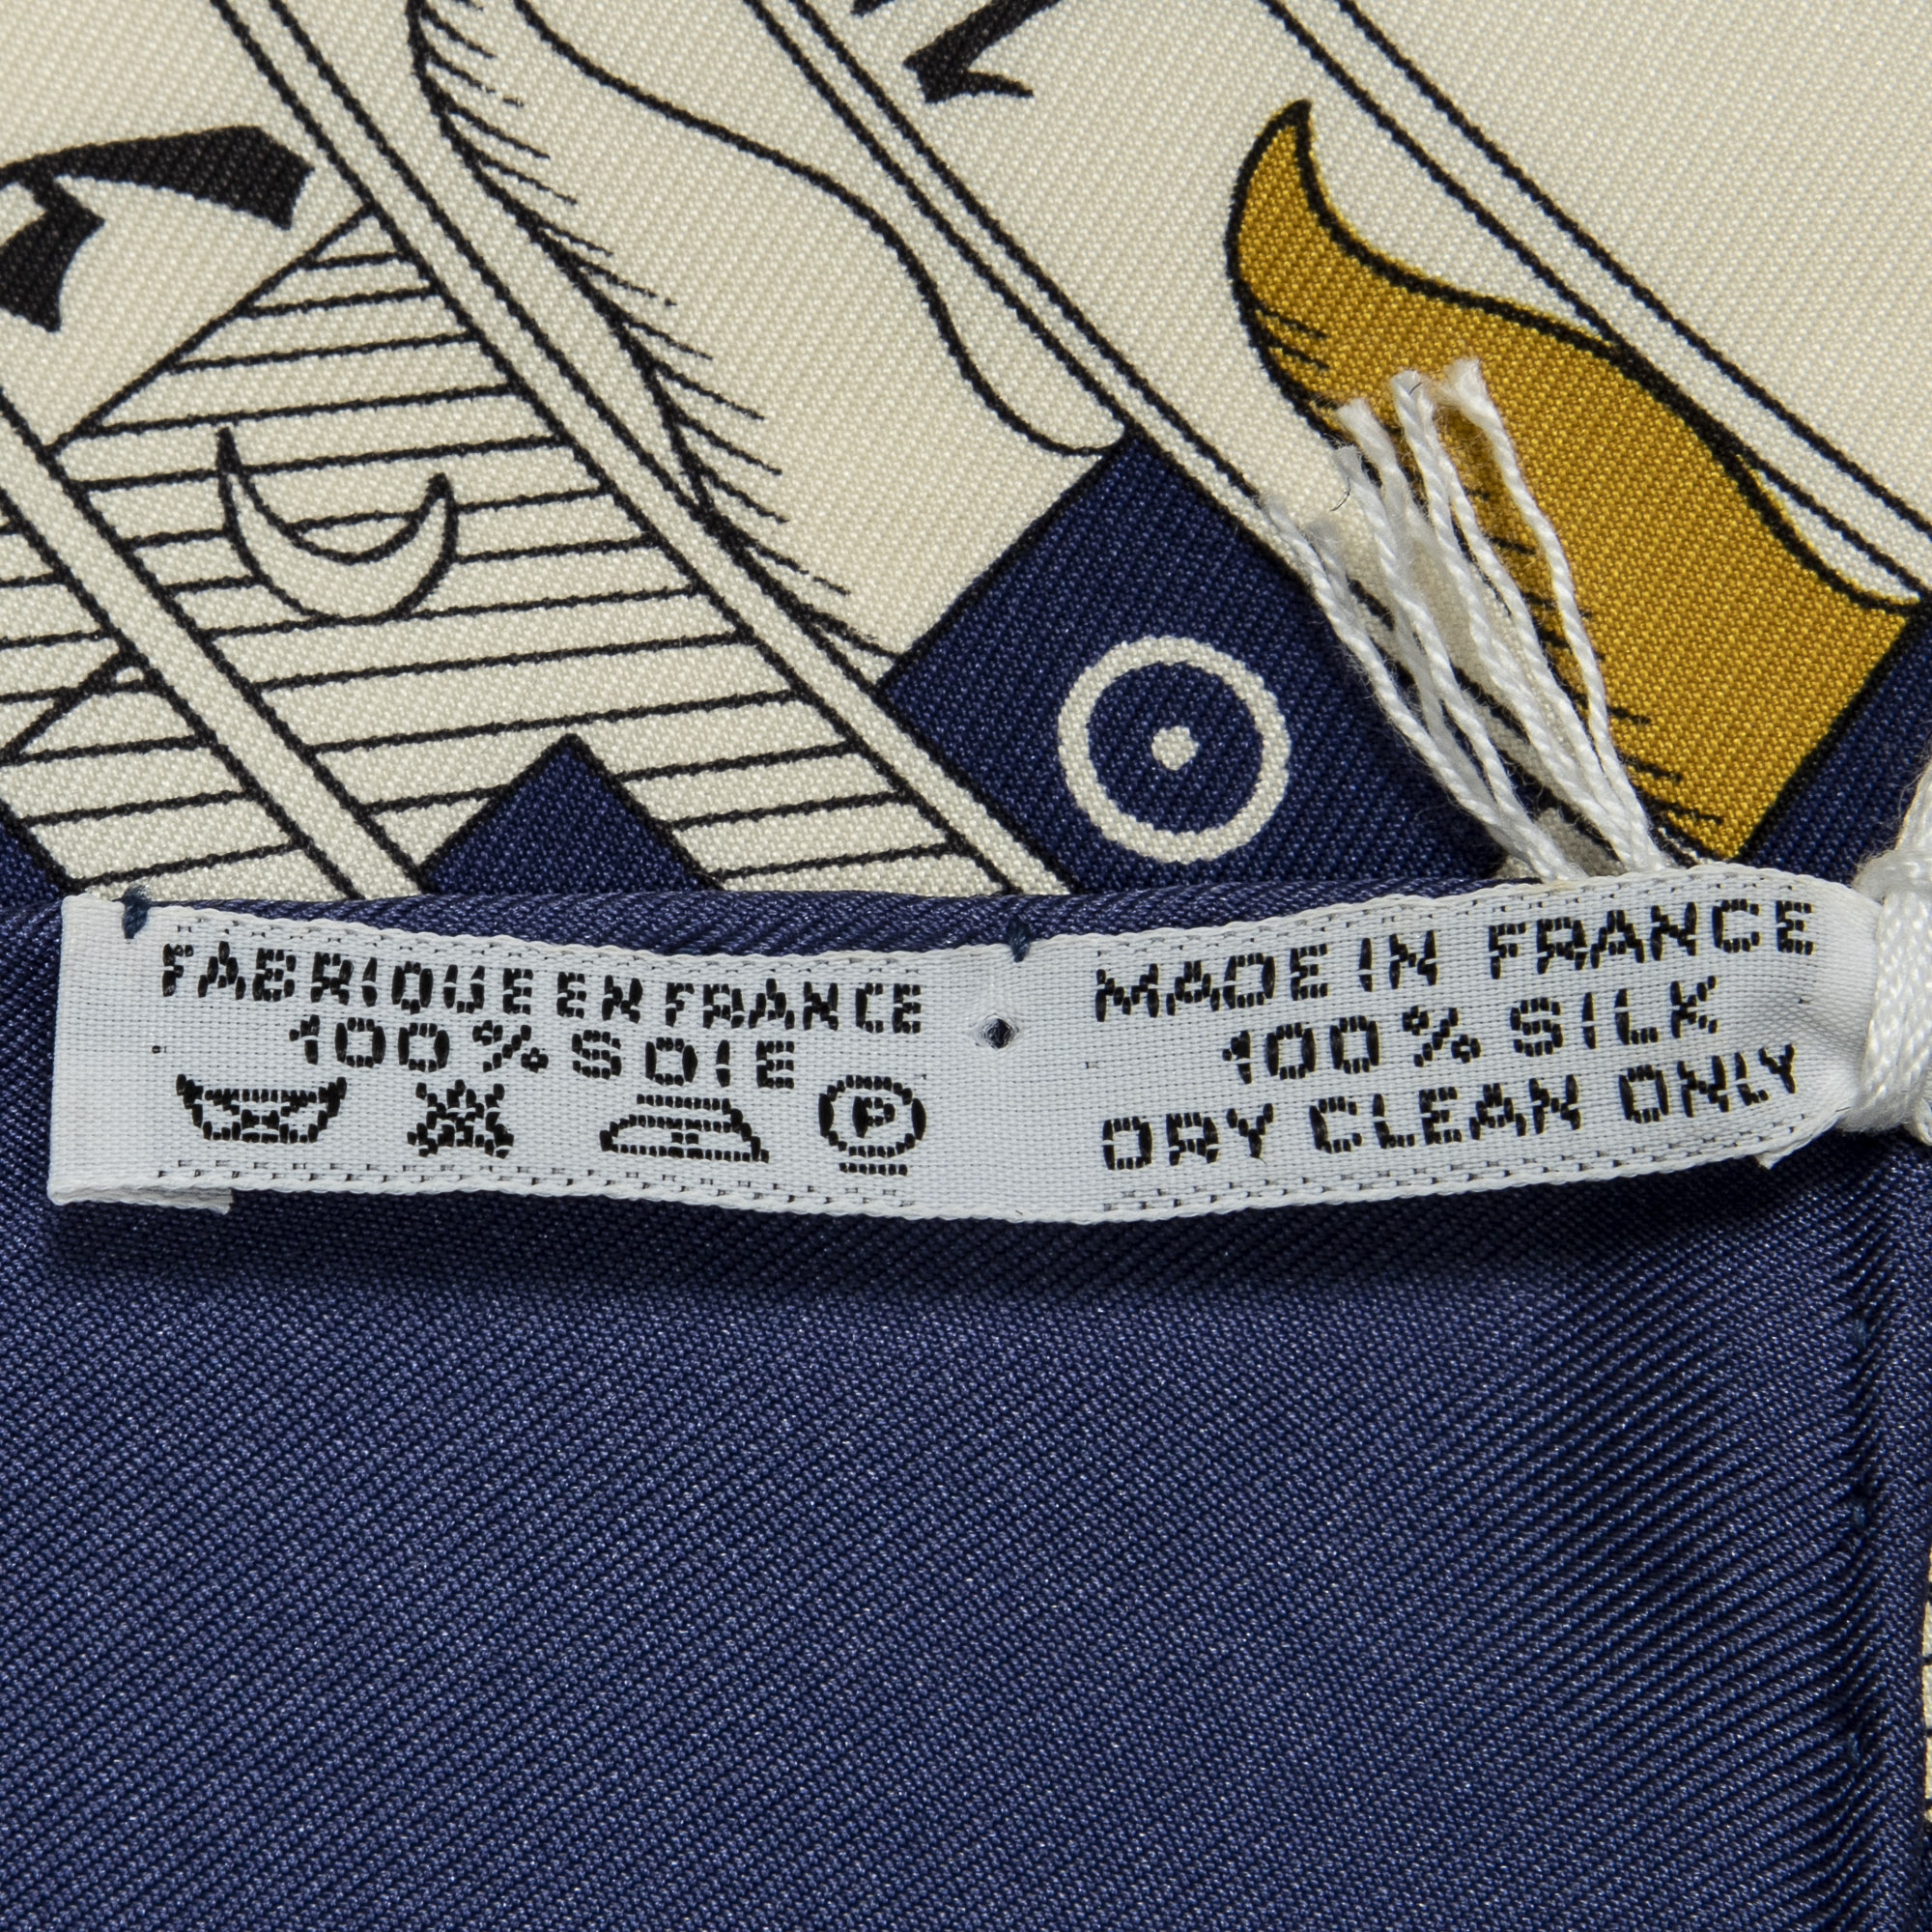 FABRIQUE EN FRANCE
100% SOIE
P
MADE IN FRANCE
100% SILK
DRY CLEAN ONLY